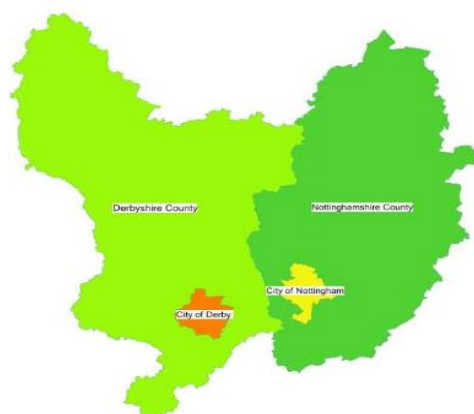 Derbyshire County
Nottinghamshire County
City of Nottingham
City of Derby